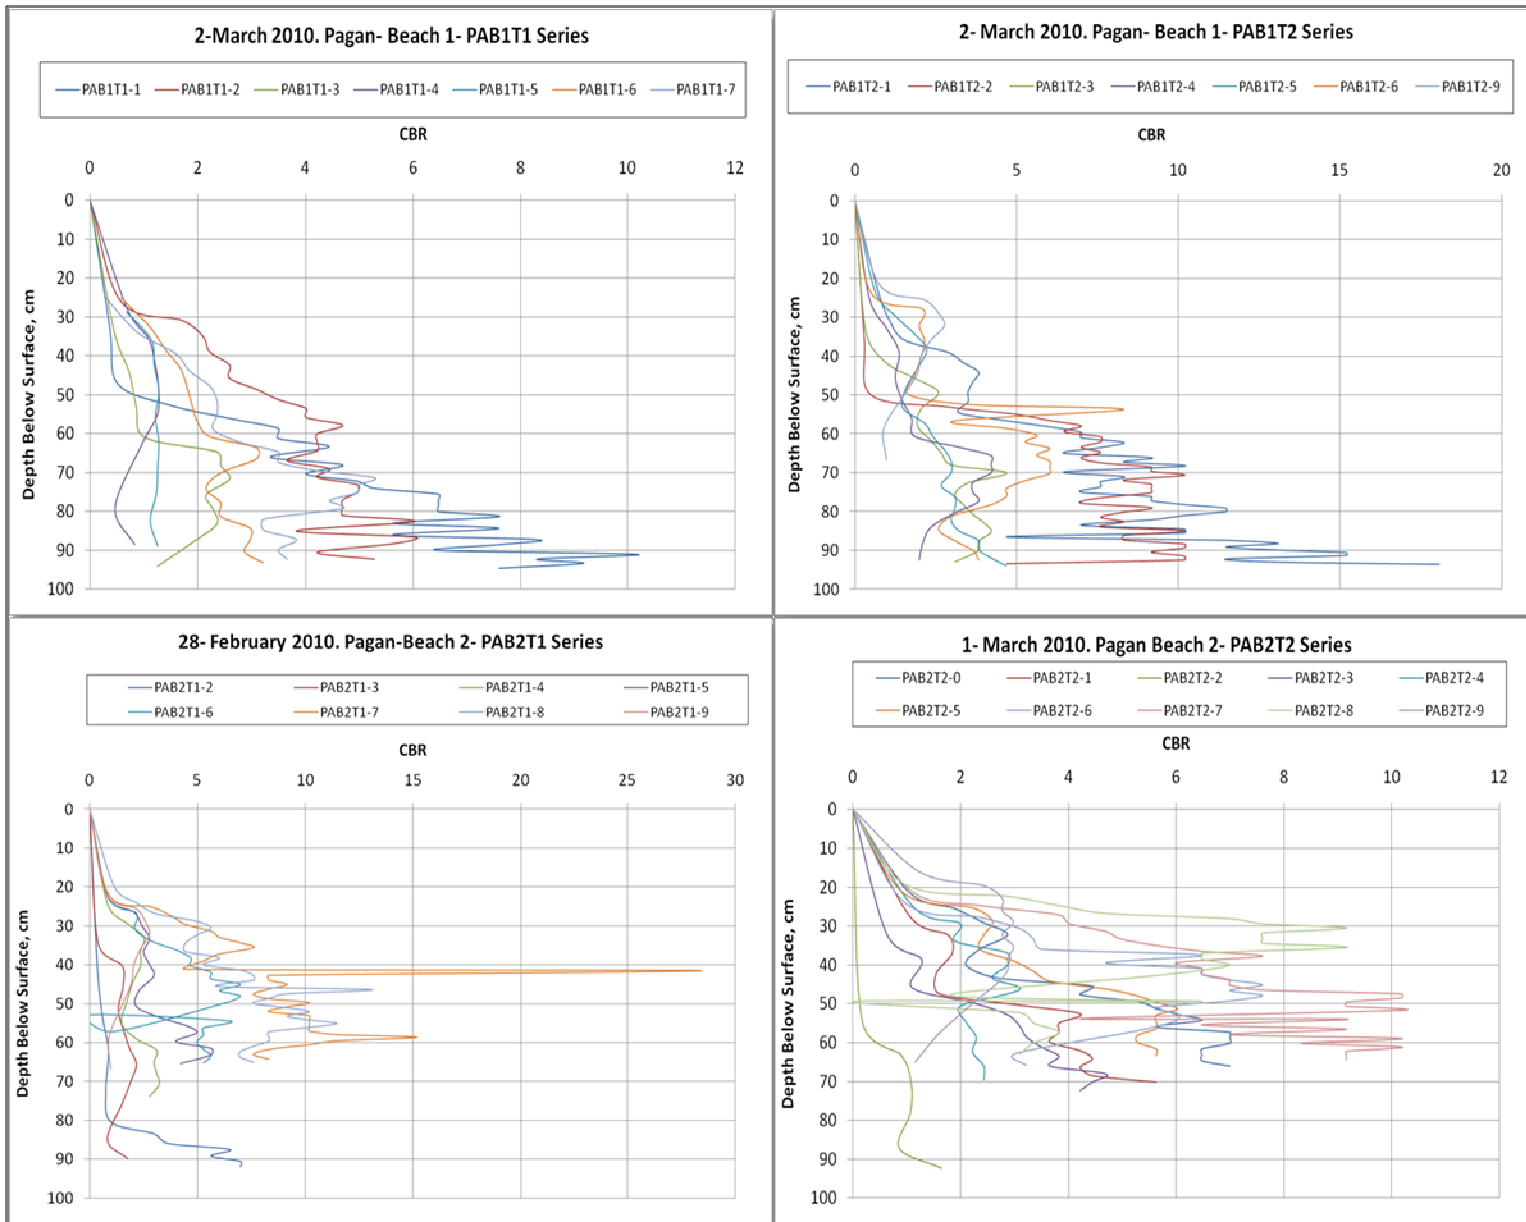 2-March 2010. Pagan- Beach 1- PAB1T1 Series
PAB1T1-1 PAB1T1-2 PAB1T1-3 PAB1T1-4 PAB1T1-5 PAB1T1-6 PAB1T1-7
CBR
0 2 4 6 8 10 12
0
10
20
30
40
50
60
70
80
90
100
Depth Below Surface, cm
2- March 2010. Pagan- Beach 1- PAB1T2 Series
PAB1T2-1 PAB1T2-2 PAB1T2-3 PAB1T2-4 PAB1T2-5 PAB1T2-6 PAB1T2-9
CBR
0 5 10 15 20
0
10
20
30
40
50
60
70
80
90
100
Depth Below Surface, cm
28- February 2010. Pagan-Beach 2- PAB2T1 Series
PAB2T1-2 PAB2T1-3 PAB2T1-4 PAB2T1-5
PAB2T1-6 PAB2T1-7 PAB2T1-8 PAB2T1-9
CBR
0 5 10 15 20 25 30
0
10
20
30
40
50
60
70
80
90
100
Depth Below Surface, cm
1- March 2010. Pagan Beach 2- PAB2T2 Series
PAB2T2-0 PAB2T2-1 PAB2T2-2 PAB2T2-3 PAB2T2-4
PAB2T2-5 PAB2T2-6 PAB2T2-7 PAB2T2-8 PAB2T2-9
CBR
0 2 4 6 8 10 12
0
10
20
30
40
50
60
70
80
90
100
Depth Below Surface, cm